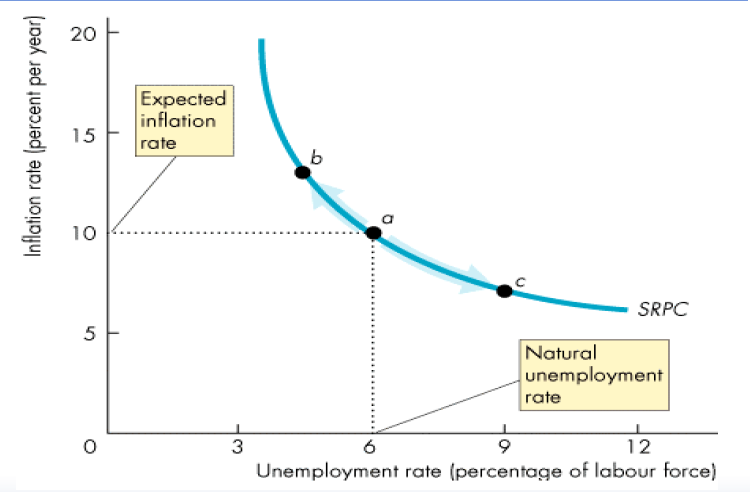 Inflation rate (percent per year)
20
15
10
5
0
3
6
9
12
Unemployment rate (percentage of labour force)
Expected
inflation
rate
b
a
c
SRPC
Natural
unemployment
rate